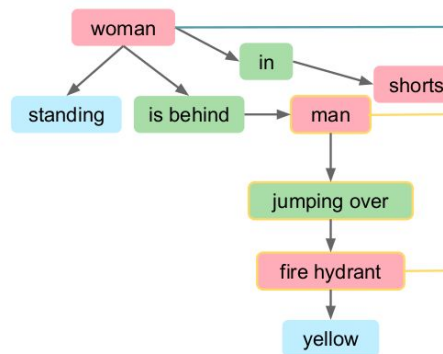 woman
in
shorts
standing
is behind
man
jumping over
fire hydrant
yellow